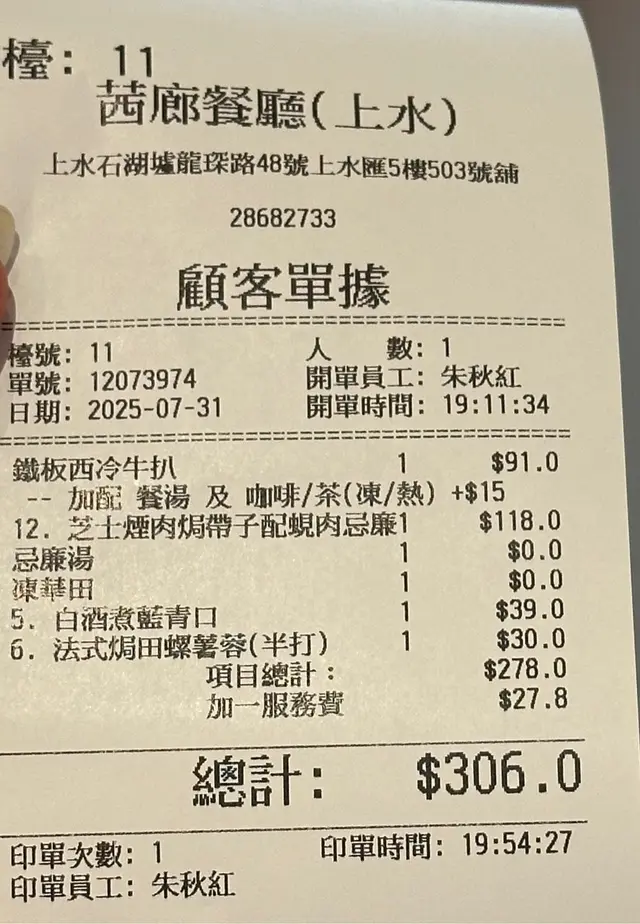 檯: 11
茜廊餐廳(上水)
上水石湖墟龍琛路48號上水匯5樓503號舖
28682733
顧客單據
檯號: 11 人 數: 1
單號: 12073974 開單員工: 朱秋紅
日期: 2025-07-31 開單時間: 19:11:34
鐵板西冷牛扒 1 $91.0
-- 加配 餐湯 及 咖啡/茶(凍/熱) +$15
12. 芝士煙肉焗帶子配蜆肉忌廉1 $118.0
忌廉湯 1 $0.0
凍華田 1 $0.0
5. 白酒煮藍青口 1 $39.0
6. 法式焗田螺薯蓉(半打) 1 $30.0
項目總計: $278.0
加一服務費 $27.8
總計: $306.0
印單次數: 1 印單時間: 19:54:27
印單員工: 朱秋紅